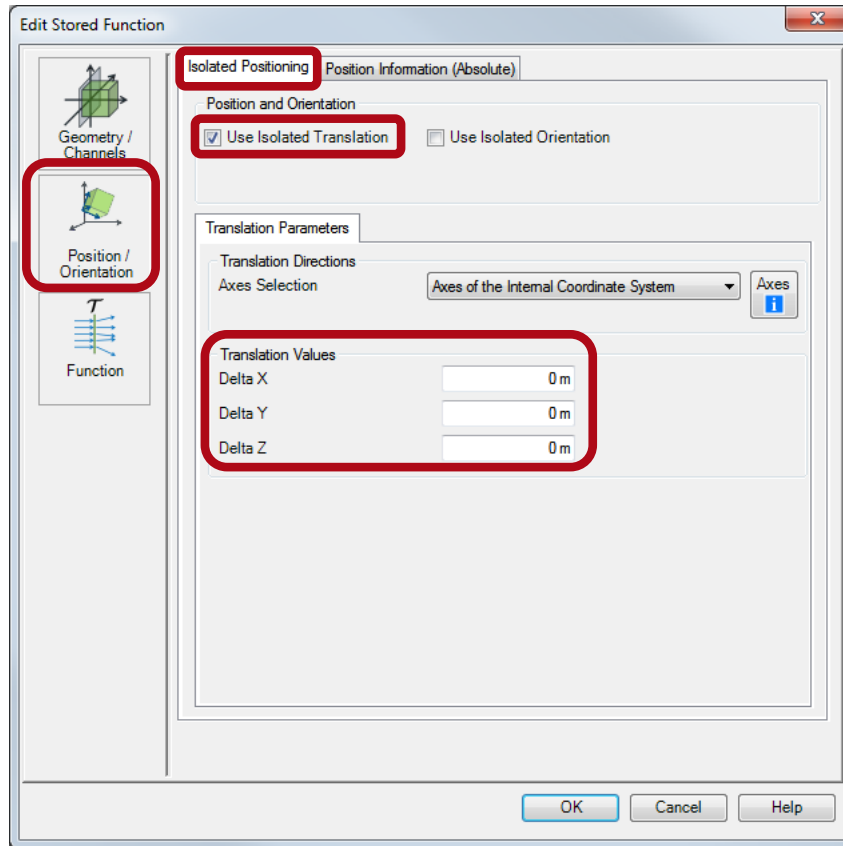 Edit Stored Function
Geometry /
Channels
Position /
Orientation
T
Function
Isolated Positioning
Position Information (Absolute)
Position and Orientation
Use Isolated Translation
Use Isolated Orientation
Translation Parameters
Translation Directions
Axes Selection
Axes of the Internal Coordinate System
Axes
i
Translation Values
Delta X
0 m
Delta Y
0 m
Delta Z
0 m
OK
Cancel
Help